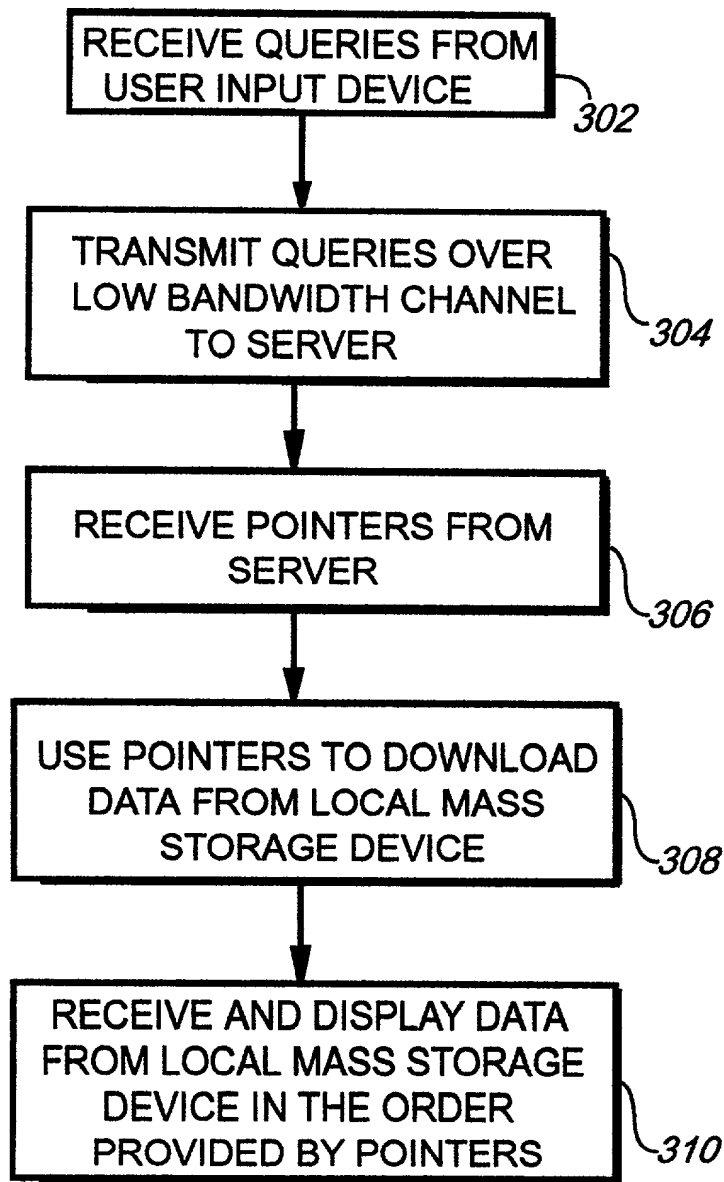 RECEIVE QUERIES FROM
USER INPUT DEVICE
302
TRANSMIT QUERIES OVER
LOW BANDWIDTH CHANNEL
TO SERVER
304
RECEIVE POINTERS FROM
SERVER
306
USE POINTERS TO DOWNLOAD
DATA FROM LOCAL MASS
STORAGE DEVICE
308
RECEIVE AND DISPLAY DATA
FROM LOCAL MASS STORAGE
DEVICE IN THE ORDER
PROVIDED BY POINTERS
310